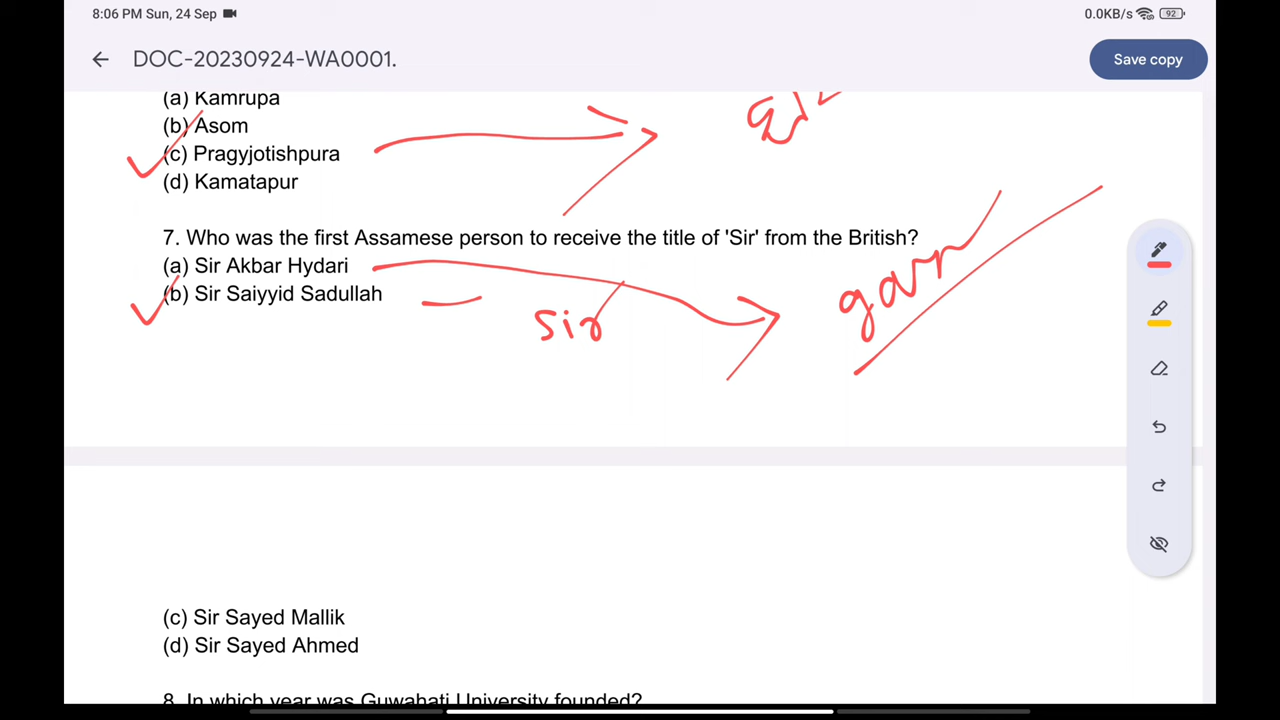 8:06 PM Sun, 24 Sep
0.0KB/s 92
DOC-20230924-WA0001.
Save copy
(a) Kamrupa
(b) Asom
(c) Pragyjotishpura
(d) Kamatapur
7. Who was the first Assamese person to receive the title of 'Sir' from the British?
(a) Sir Akbar Hydari
(b) Sir Saiyyid Sadullah
Sir
(c) Sir Sayed Mallik
(d) Sir Sayed Ahmed
8. In which year was Guwahati University founded?